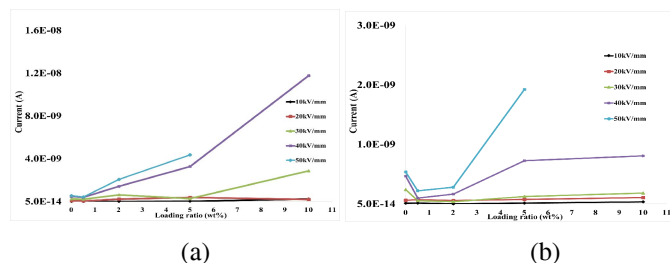 1.6E-08
1.2E-08
8.0E-09
4.0E-09
5.0E-14
Current (A)
0 1 2 3 4 5 6 7 8 9 10 11
Loading ratio (wt%)
10kV/mm
20kV/mm
30kV/mm
40kV/mm
50kV/mm
(a)
3.0E-09
2.0E-09
1.0E-09
5.0E-14
Current (A)
0 1 2 3 4 5 6 7 8 9 10 11
Loading ratio (wt%)
10kV/mm
20kV/mm
30kV/mm
40kV/mm
50kV/mm
(b)